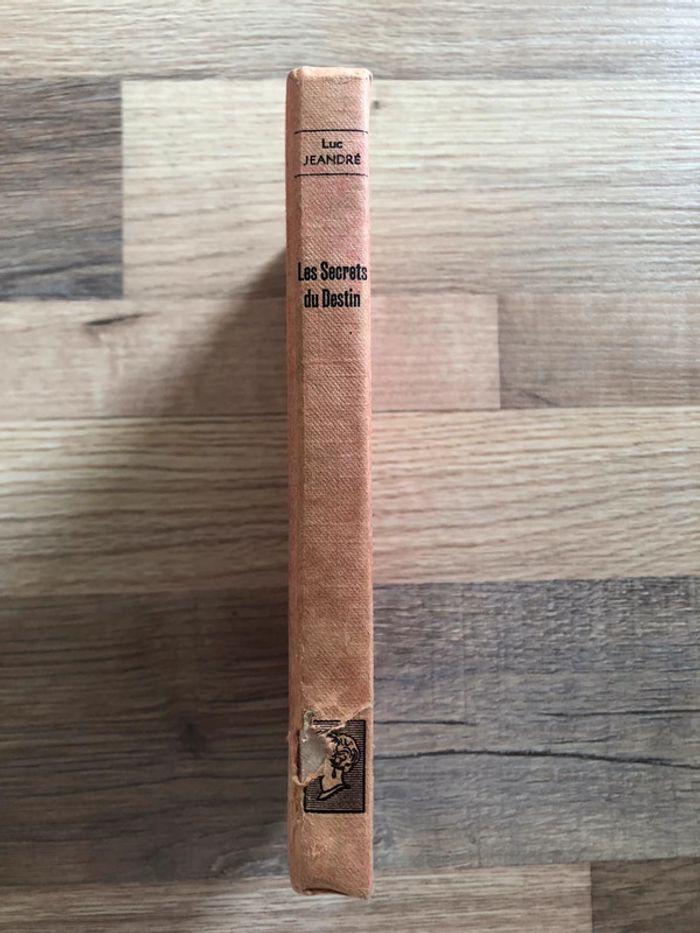 Luc
JEANDRÉ
Les Secrets
du Destin